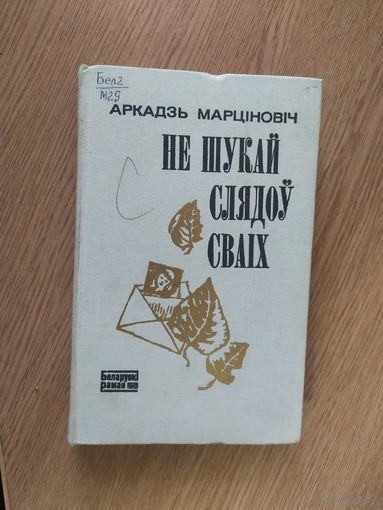 Бел2
М29
АРКАДЗЬ МАРЦІНОВІЧ
НЕ ШУКАЙ
СЛЯДОЎ
СВАІХ
Беларускі
раман